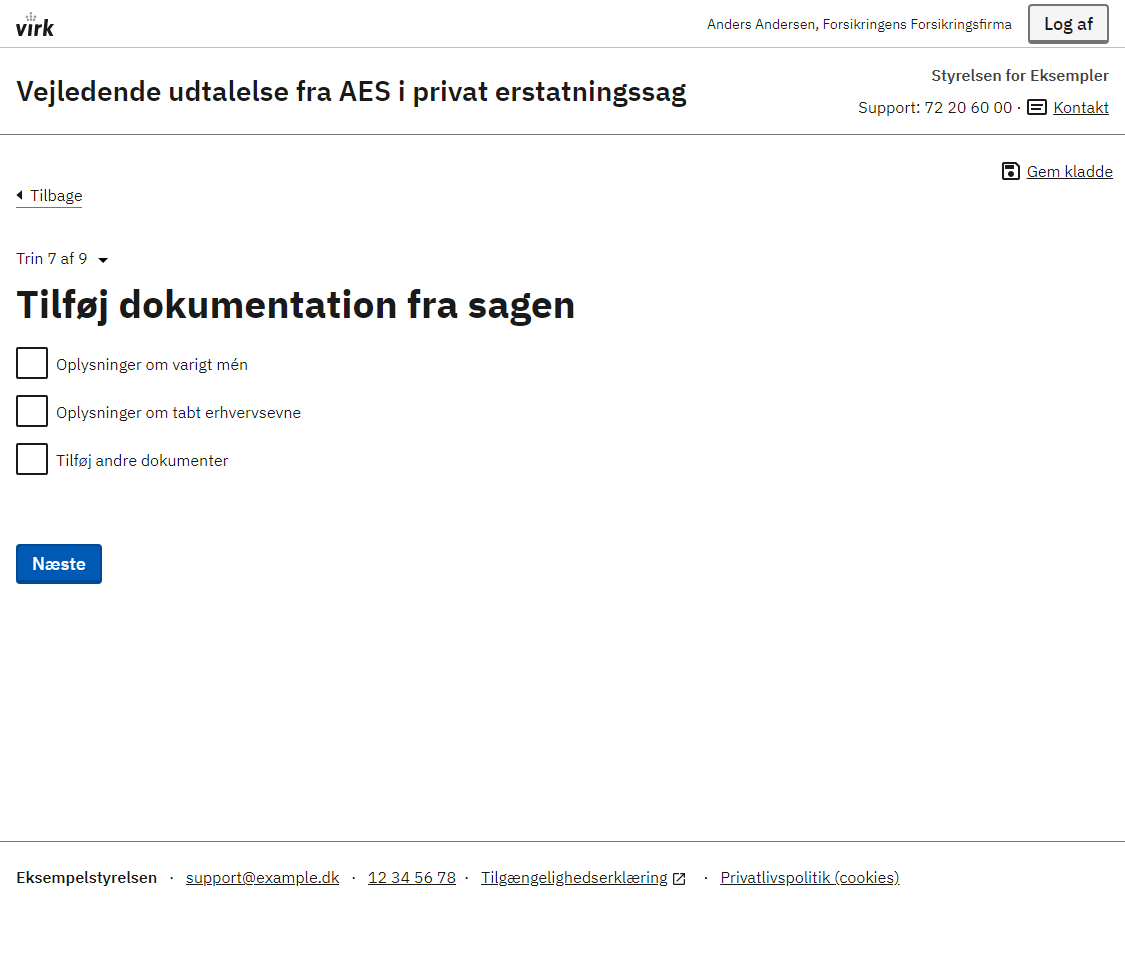 virk
Anders Andersen, Forsikringens Forsikringsfirma
Log af
Vejledende udtalelse fra AES i privat erstatningssag
Styrelsen for Eksempler
Support: 72 20 60 00 · Kontakt
Gem kladde
Tilbage
Trin 7 af 9
Tilføj dokumentation fra sagen
Oplysninger om varigt mén
Oplysninger om tabt erhvervsevne
Tilføj andre dokumenter
Næste
Eksempelstyrelsen · support@example.dk · 12 34 56 78 · Tilgængelighedserklæring · Privatlivspolitik (cookies)